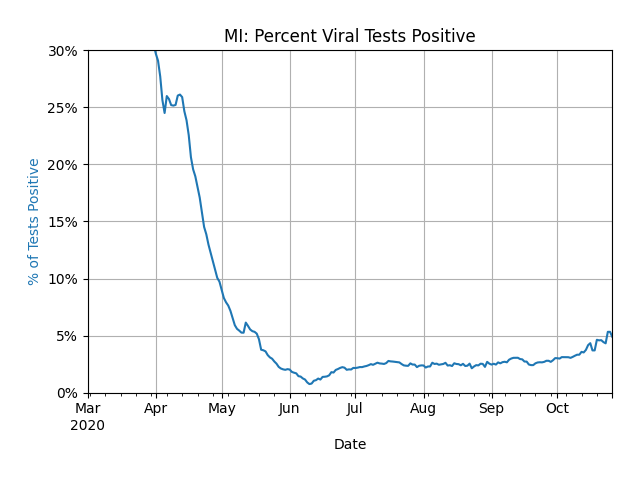 MI: Percent Viral Tests Positive
% of Tests Positive
30%
25%
20%
15%
10%
5%
0%
Mar Apr May Jun Jul Aug Sep Oct
2020
Date